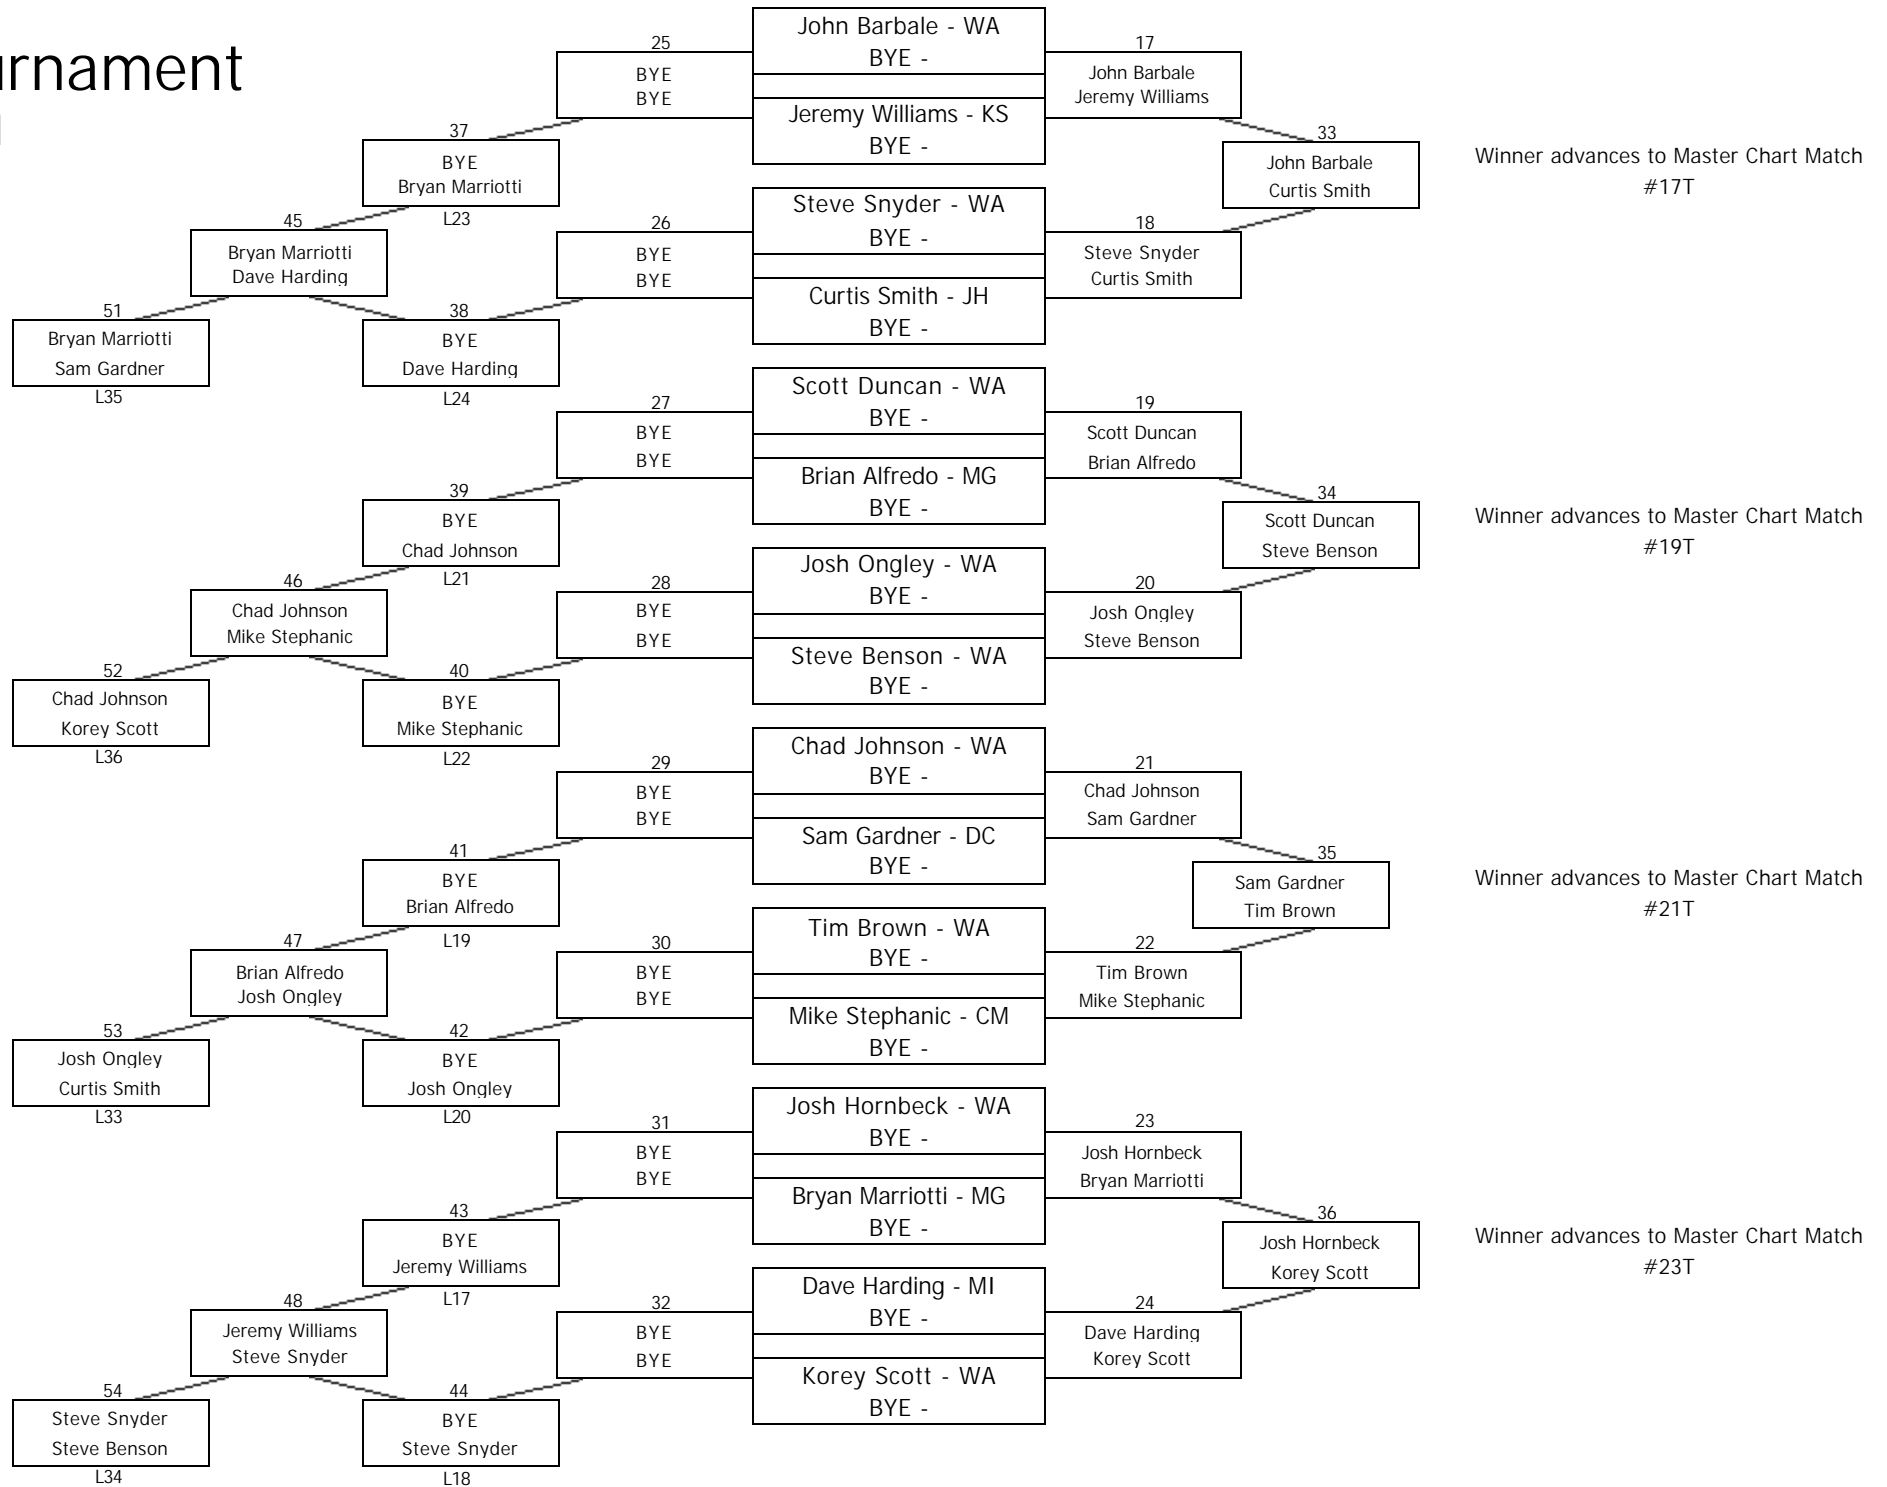 urnament
25
BYE
BYE
John Barbale - WA
BYE -
17
John Barbale
Jeremy Williams
Jeremy Williams - KS
BYE -
37
BYE
Bryan Marriotti
L23
33
John Barbale
Curtis Smith
Winner advances to Master Chart Match
#17T
45
Bryan Marriotti
Dave Harding
26
BYE
BYE
Steve Snyder - WA
BYE -
18
Steve Snyder
Curtis Smith
Curtis Smith - JH
BYE -
51
Bryan Marriotti
Sam Gardner
L35
38
BYE
Dave Harding
L24
27
BYE
BYE
Scott Duncan - WA
BYE -
19
Scott Duncan
Brian Alfredo
Brian Alfredo - MG
BYE -
39
BYE
Chad Johnson
L21
34
Scott Duncan
Steve Benson
Winner advances to Master Chart Match
#19T
46
Chad Johnson
Mike Stephanic
28
BYE
BYE
Josh Ongley - WA
BYE -
20
Josh Ongley
Steve Benson
Steve Benson - WA
BYE -
52
Chad Johnson
Korey Scott
L36
40
BYE
Mike Stephanic
L22
29
BYE
BYE
Chad Johnson - WA
BYE -
21
Chad Johnson
Sam Gardner
Sam Gardner - DC
BYE -
41
BYE
Brian Alfredo
L19
35
Sam Gardner
Tim Brown
Winner advances to Master Chart Match
#21T
47
Brian Alfredo
Josh Ongley
30
BYE
BYE
Tim Brown - WA
BYE -
22
Tim Brown
Mike Stephanic
Mike Stephanic - CM
BYE -
53
Josh Ongley
Curtis Smith
L33
42
BYE
Josh Ongley
L20
31
BYE
BYE
Josh Hornbeck - WA
BYE -
23
Josh Hornbeck
Bryan Marriotti
Bryan Marriotti - MG
BYE -
43
BYE
Jeremy Williams
L17
36
Josh Hornbeck
Korey Scott
Winner advances to Master Chart Match
#23T
48
Jeremy Williams
Steve Snyder
32
BYE
BYE
Dave Harding - MI
BYE -
24
Dave Harding
Korey Scott
Korey Scott - WA
BYE -
54
Steve Snyder
Steve Benson
L34
44
BYE
Steve Snyder
L18